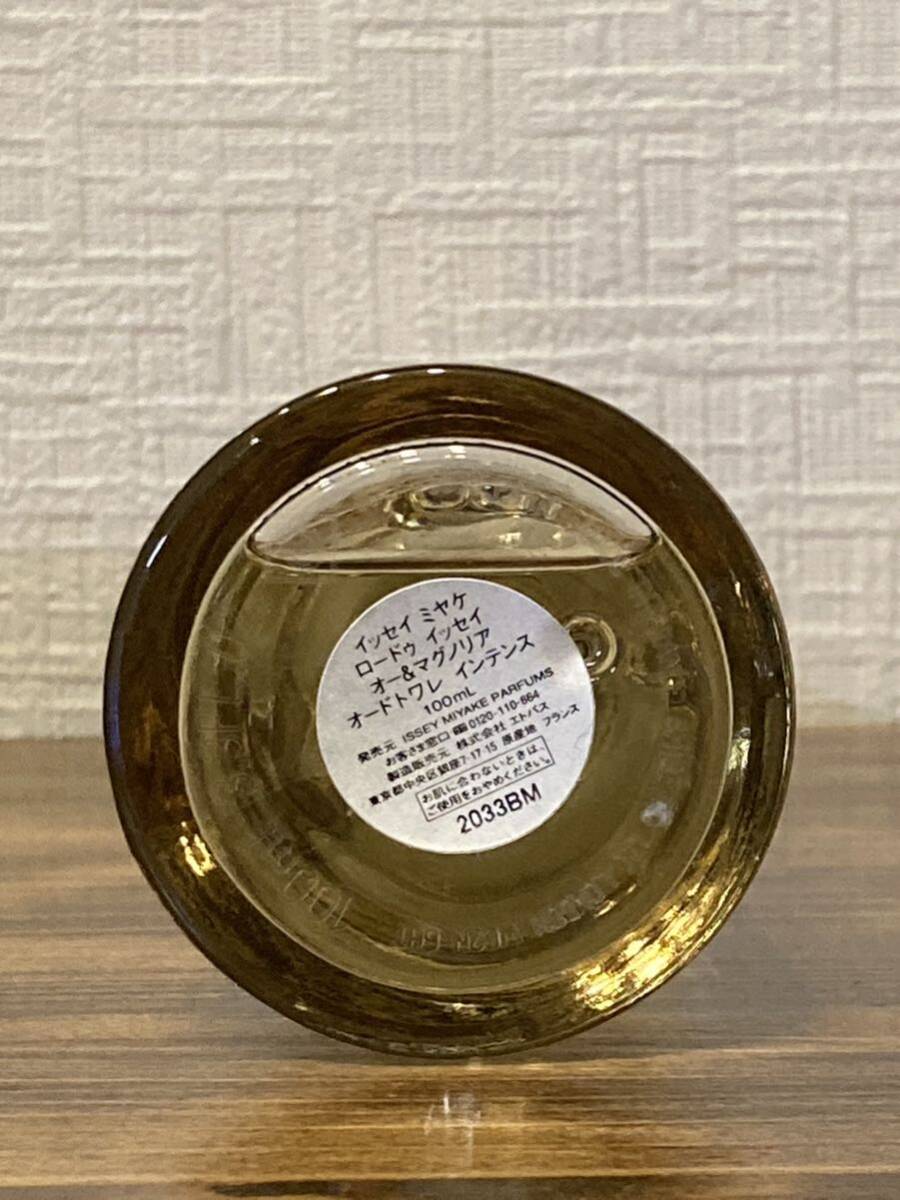 イッセイ ミヤケ
ロードゥ イッセイ
オー&マグノリア
オードトワレ インテンス
100mL
発売元 ISSEY MIYAKE PARFUMS
お客さま窓口 0120-110-664
製造販売元 株式会社 エトバス
東京都中央区銀座7-17-15 原産地 フランス
お肌に合わないときは、
ご使用をおやめください。
2033BM